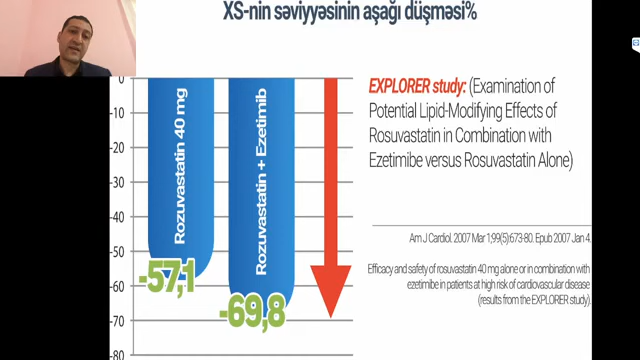 XS-nin səviyyəsinin aşağı düşməsi%
0
-10
-20
-30
-40
-50
-60
-70
-80
Rozuvastatin 40 mg
Rozuvastatin + Ezetimib
-57,1
-69,8
EXPLORER study: (Examination of
Potential Lipid-Modifying Effects of
Rosuvastatin in Combination with
Ezetimibe versus Rosuvastatin Alone)
Am J Cardiol. 2007 Mar 1;99(5):673-80. Epub 2007 Jan 4.
Efficacy and safety of rosuvastatin 40 mg alone or in combination with
ezetimibe in patients at high risk of cardiovascular disease
(results from the EXPLORER study).